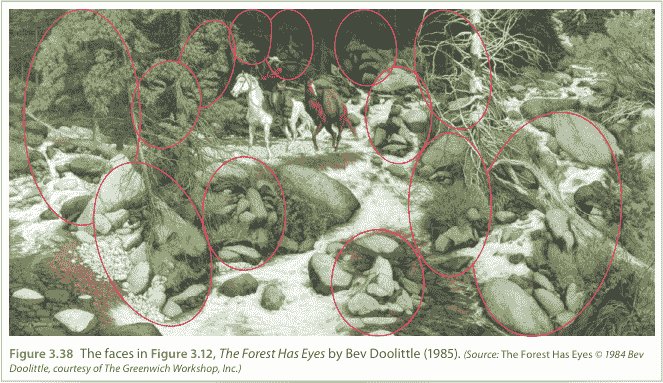 Figure 3.38 The faces in Figure 3.12, The Forest Has Eyes by Bev Doolittle (1985). (Source: The Forest Has Eyes © 1984 Bev
Doolittle, courtesy of The Greenwich Workshop, Inc.)